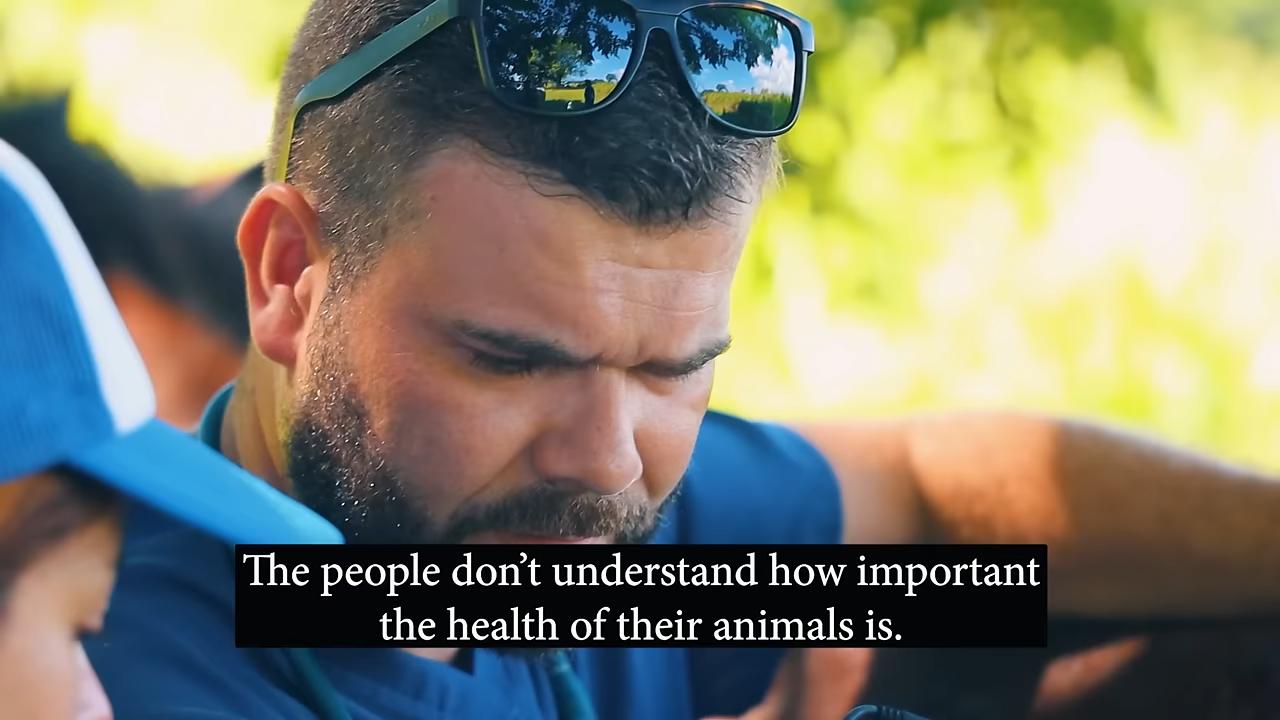 The people don’t understand how important
the health of their animals is.